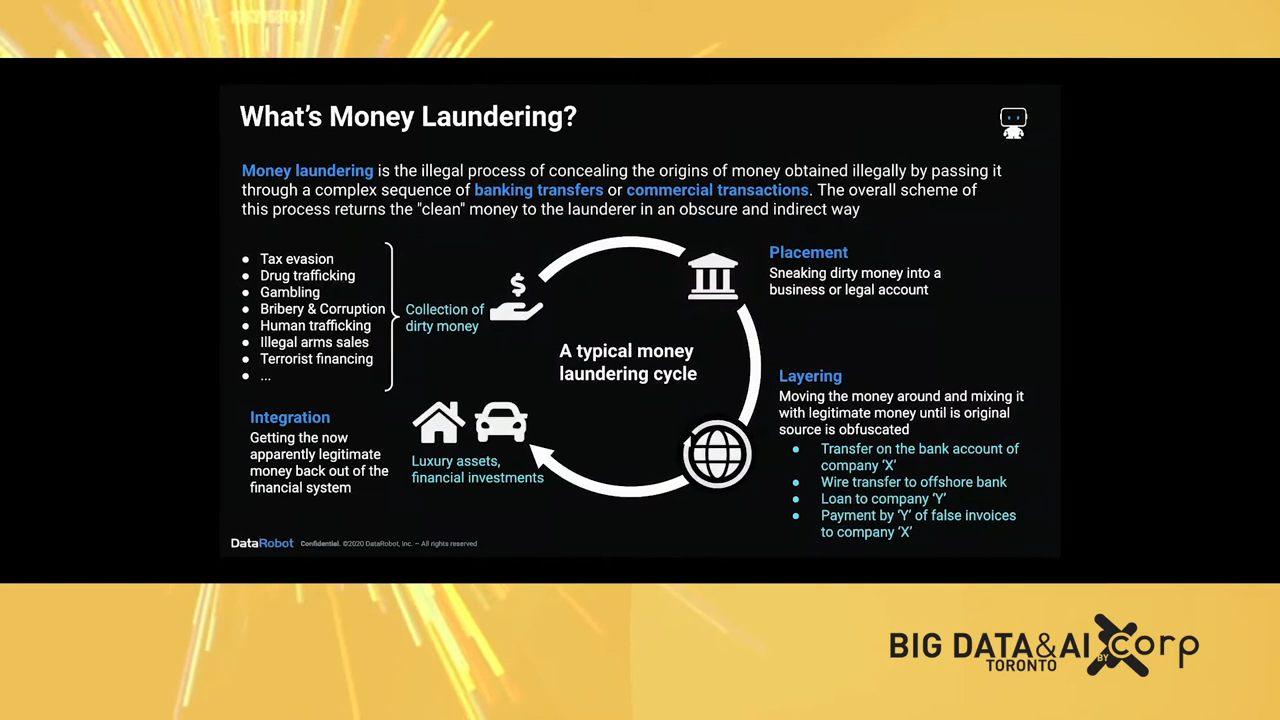 What's Money Laundering?
Money laundering is the illegal process of concealing the origins of money obtained illegally by passing it
through a complex sequence of banking transfers or commercial transactions. The overall scheme of
this process returns the "clean" money to the launderer in an obscure and indirect way
● Tax evasion
● Drug trafficking
● Gambling
● Bribery & Corruption
● Human trafficking
● Illegal arms sales
● Terrorist financing
● ...
Collection of
dirty money
$
Placement
Sneaking dirty money into a
business or legal account
A typical money
laundering cycle
Layering
Moving the money around and mixing it
with legitimate money until is original
source is obfuscated
● Transfer on the bank account of
company 'X'
● Wire transfer to offshore bank
● Loan to company 'Y'
● Payment by 'Y' of false invoices
to company 'X'
Integration
Getting the now
apparently legitimate
money back out of the
financial system
Luxury assets,
financial investments
DataRobot Confidential. ©2020 DataRobot, Inc. – All rights reserved
BIG DATA&AI
TORONTO
BY
corp